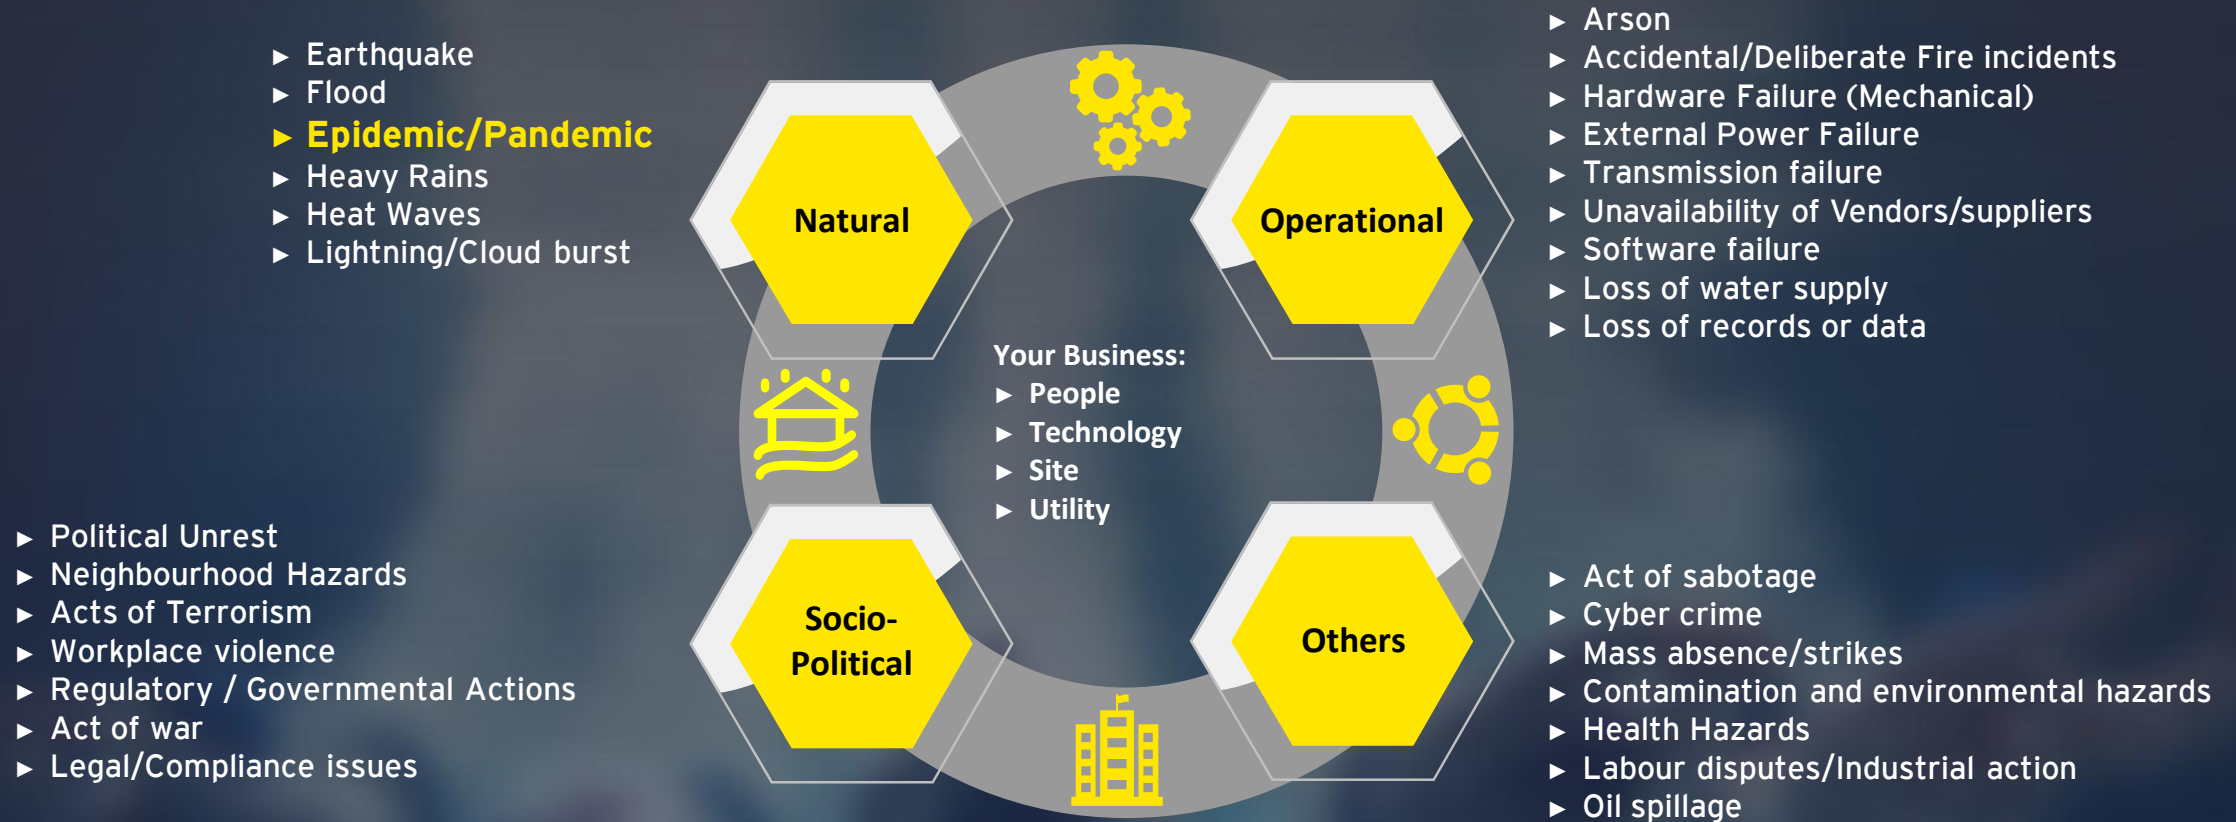 ► Earthquake
► Flood
► Epidemic/Pandemic
► Heavy Rains
► Heat Waves
► Lightning/Cloud burst
Natural
Operational
► Arson
► Accidental/Deliberate Fire incidents
► Hardware Failure (Mechanical)
► External Power Failure
► Transmission failure
► Unavailability of Vendors/suppliers
► Software failure
► Loss of water supply
► Loss of records or data
Your Business:
► People
► Technology
► Site
► Utility
► Political Unrest
► Neighbourhood Hazards
► Acts of Terrorism
► Workplace violence
► Regulatory / Governmental Actions
► Act of war
► Legal/Compliance issues
Socio-
Political
Others
► Act of sabotage
► Cyber crime
► Mass absence/strikes
► Contamination and environmental hazards
► Health Hazards
► Labour disputes/Industrial action
► Oil spillage